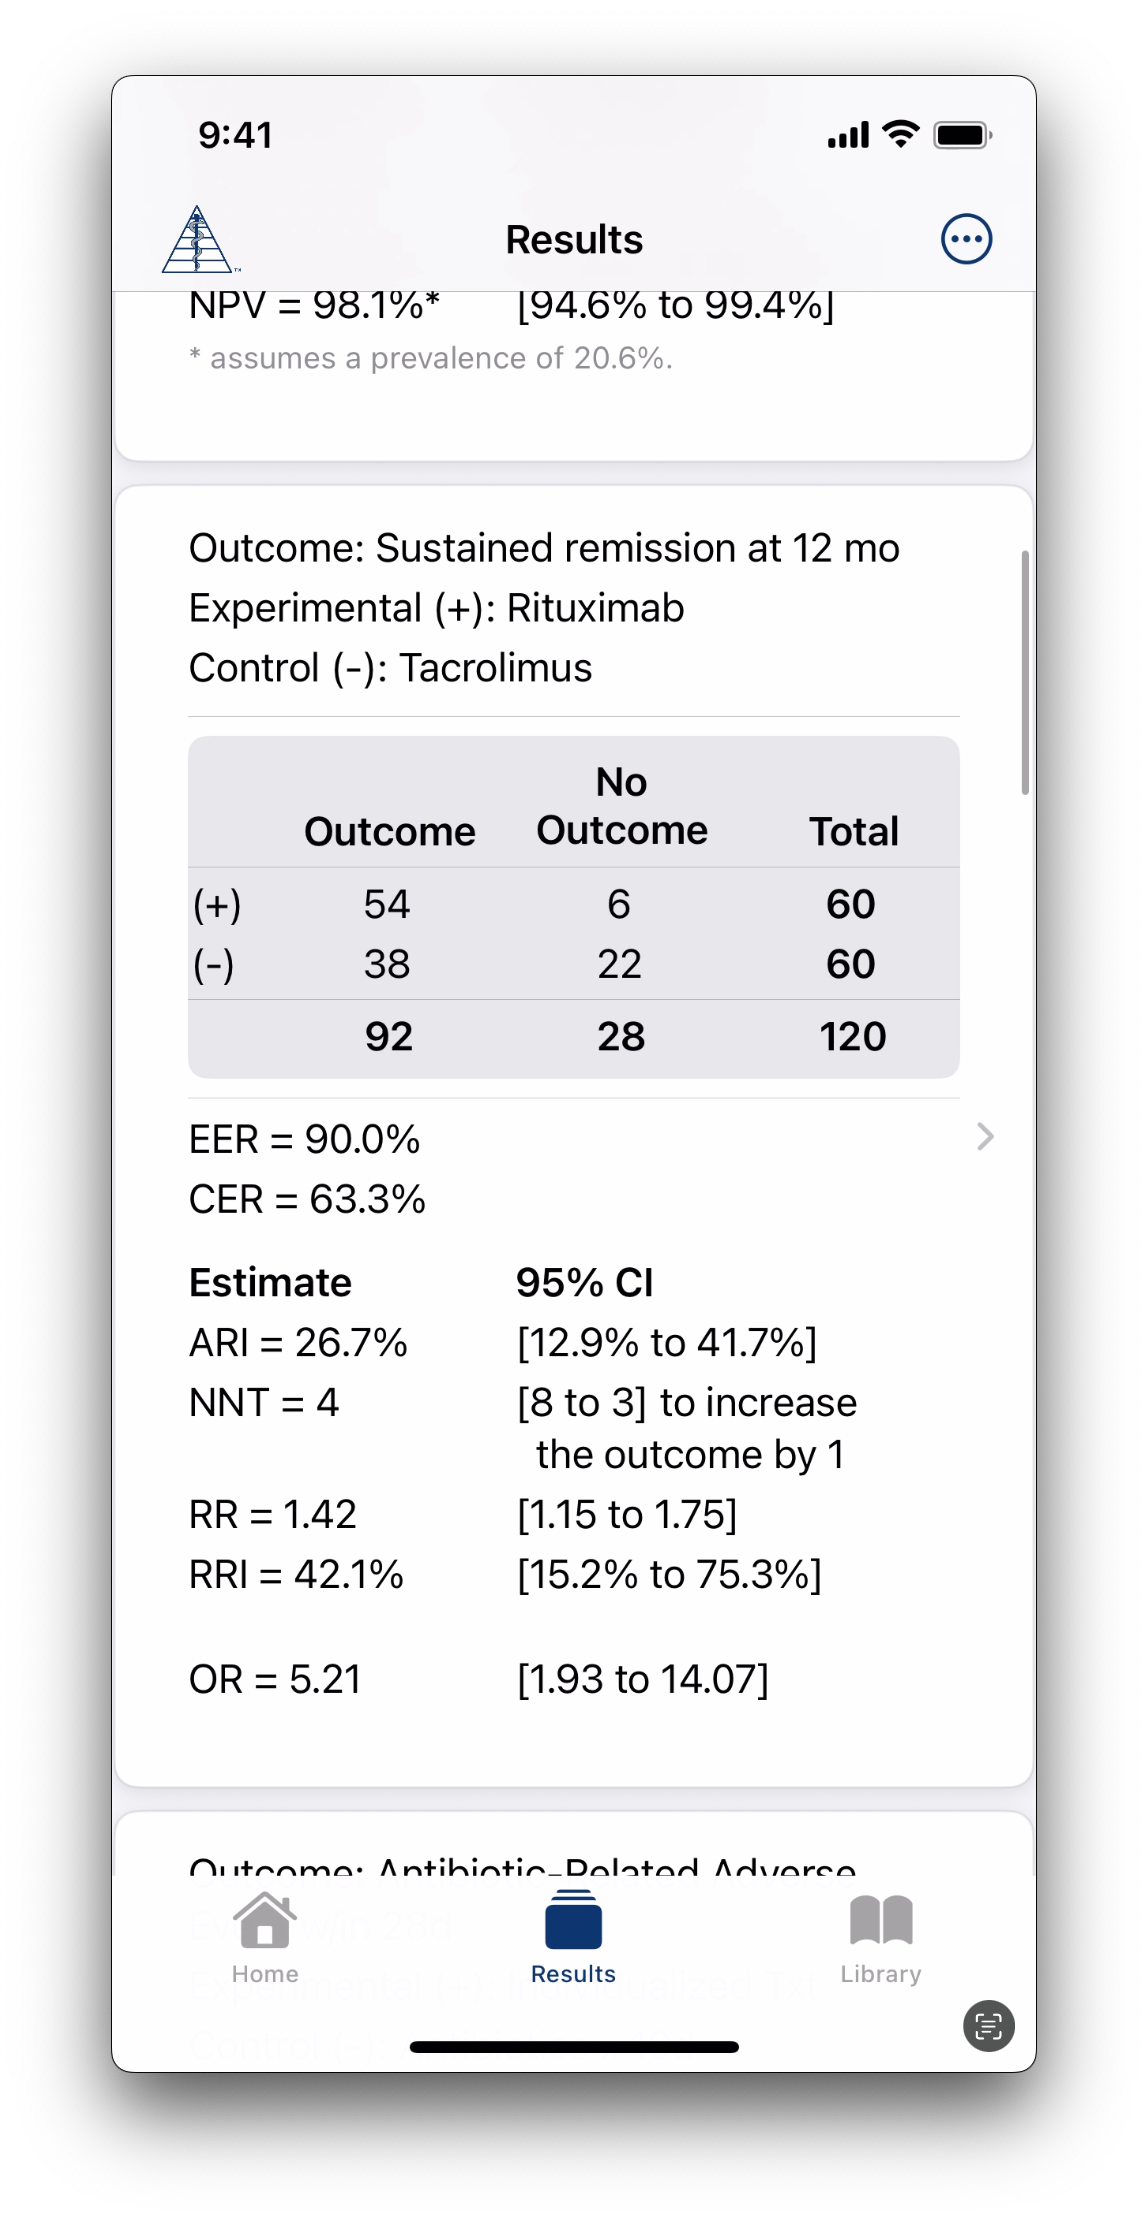 9:41
Results
NPV = 98.1%* [94.6% to 99.4%]
* assumes a prevalence of 20.6%.
Outcome: Sustained remission at 12 mo
Experimental (+): Rituximab
Control (-): Tacrolimus
No
Outcome Outcome Total
(+) 54 6 60
(-) 38 22 60
92 28 120
EER = 90.0%
CER = 63.3%
Estimate 95% CI
ARI = 26.7% [12.9% to 41.7%]
NNT = 4 [8 to 3] to increase
the outcome by 1
RR = 1.42 [1.15 to 1.75]
RRI = 42.1% [15.2% to 75.3%]
OR = 5.21 [1.93 to 14.07]
Outcome: Antibiotic-Related Adverse
w/in 28d
Experimental (+):
Control (-):
Home Results Library